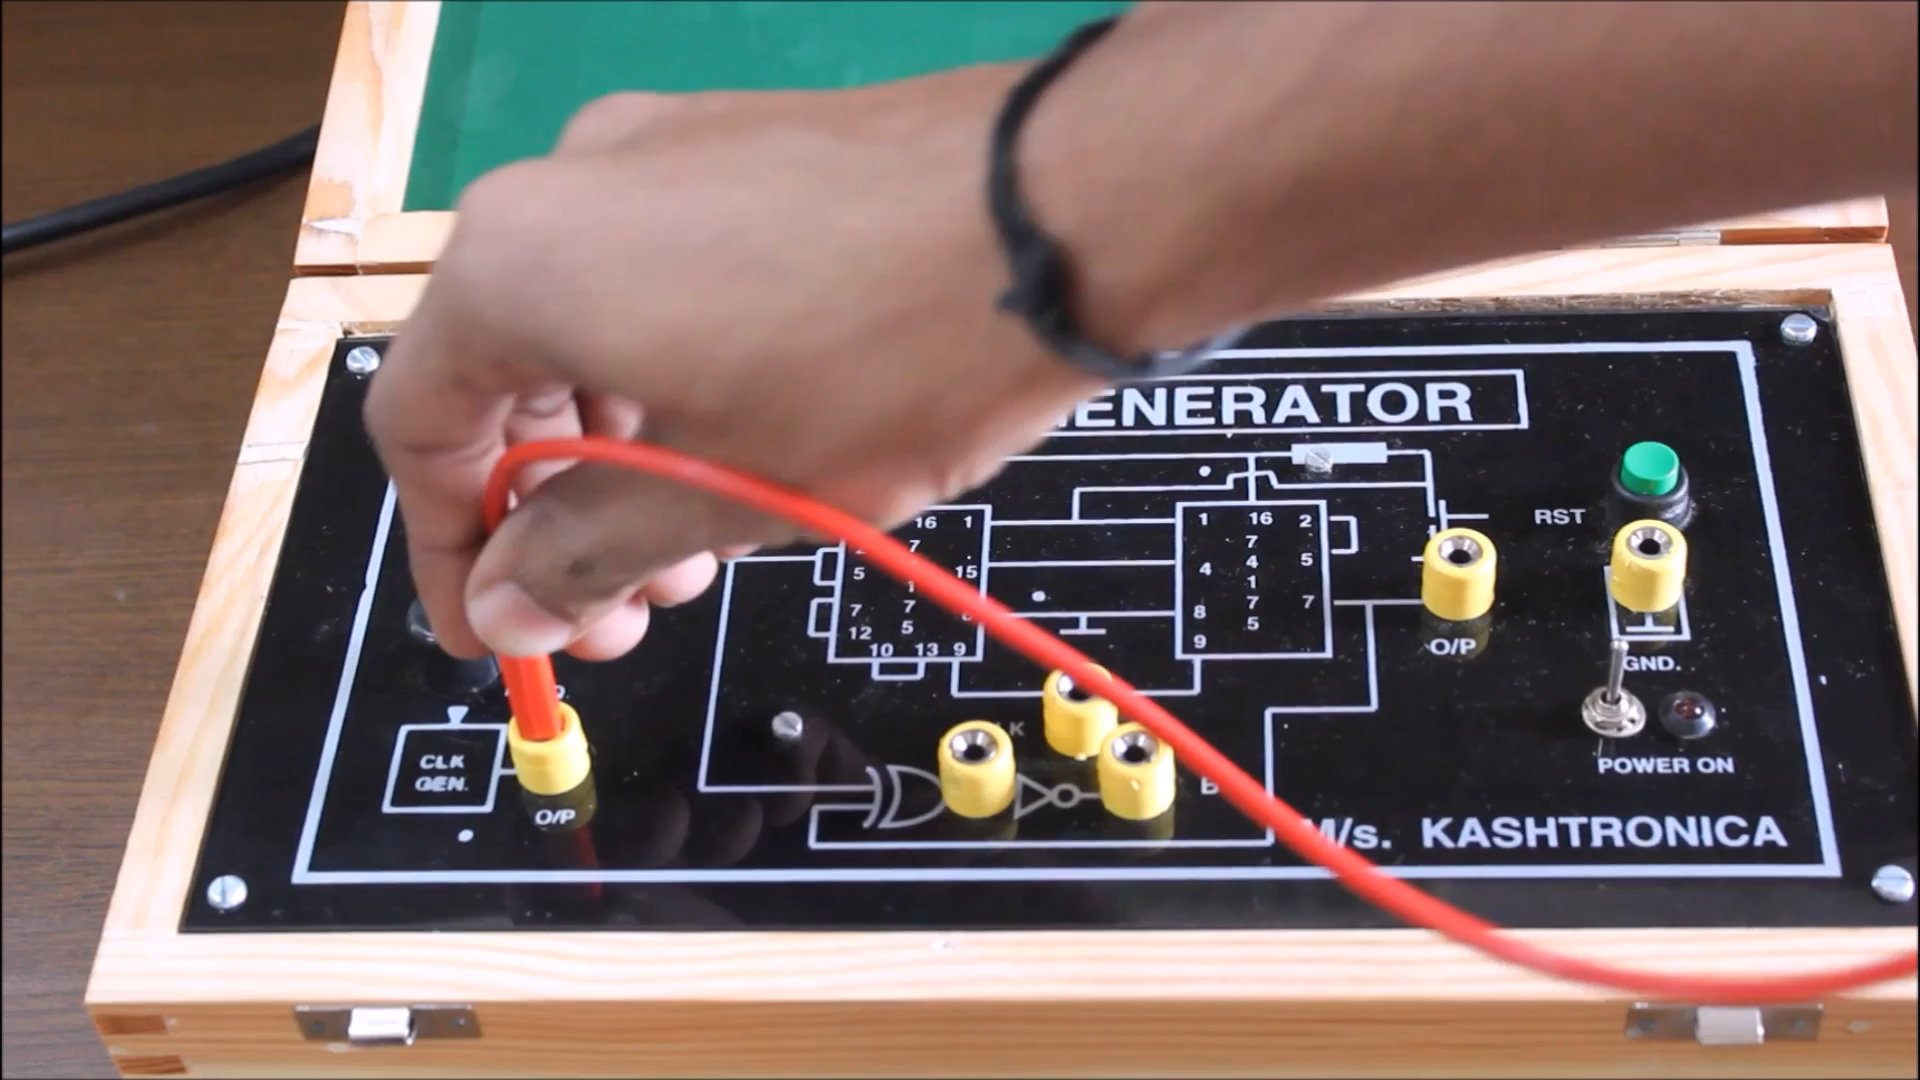 ENERATOR
RST
16 1
7
5 15
1
7 7
12 5
10 13 9
1 16 2
7
4 4 5
1
8 7 7
5
9
O/P
GND.
CLK
GEN.
O/P
K
POWER ON
M/s. KASHTRONICA